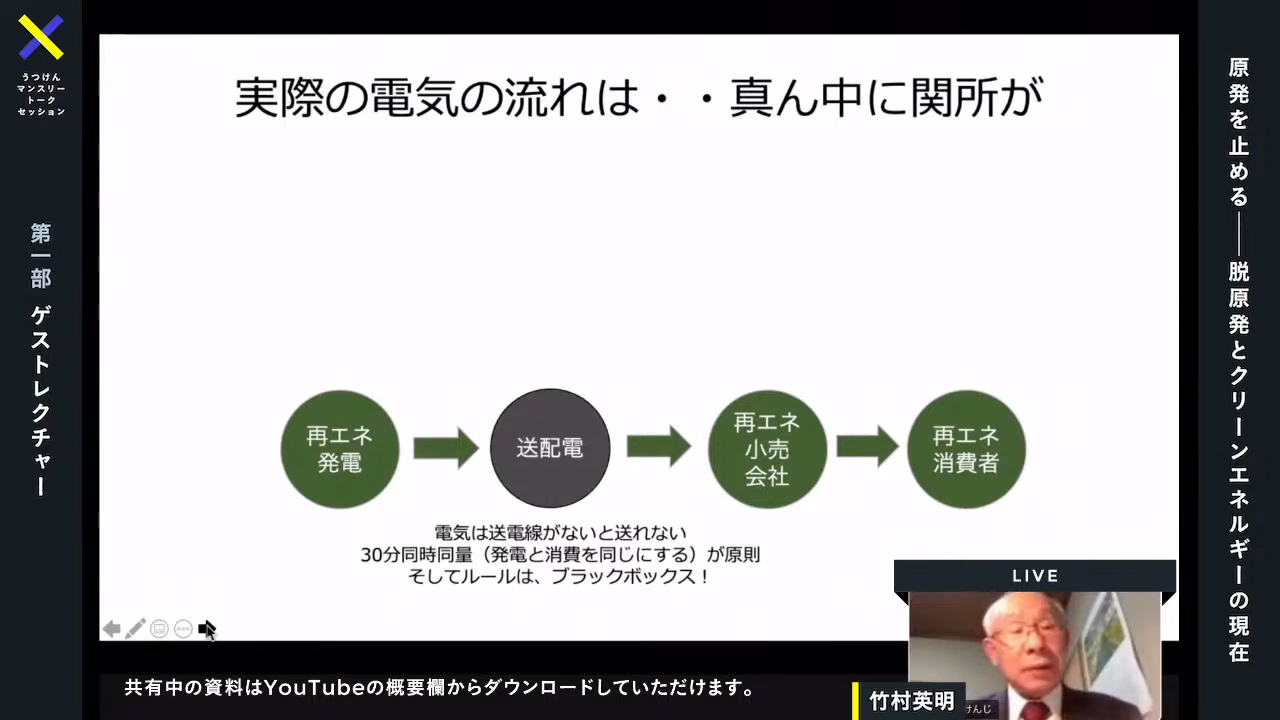 うつけん
マンスリー
トーク
セッション
第一部 ゲストレクチャー
実際の電気の流れは・・真ん中に関所が
再エネ
発電
送配電
再エネ
小売
会社
再エネ
消費者
電気は送電線がないと送れない
30分同時同量（発電と消費を同じにする）が原則
そしてルールは、ブラックボックス！
原発を止める──脱原発とクリーンエネルギーの現在
LIVE
竹村英明
けんじ
共有中の資料はYouTubeの概要欄からダウンロードしていただけます。